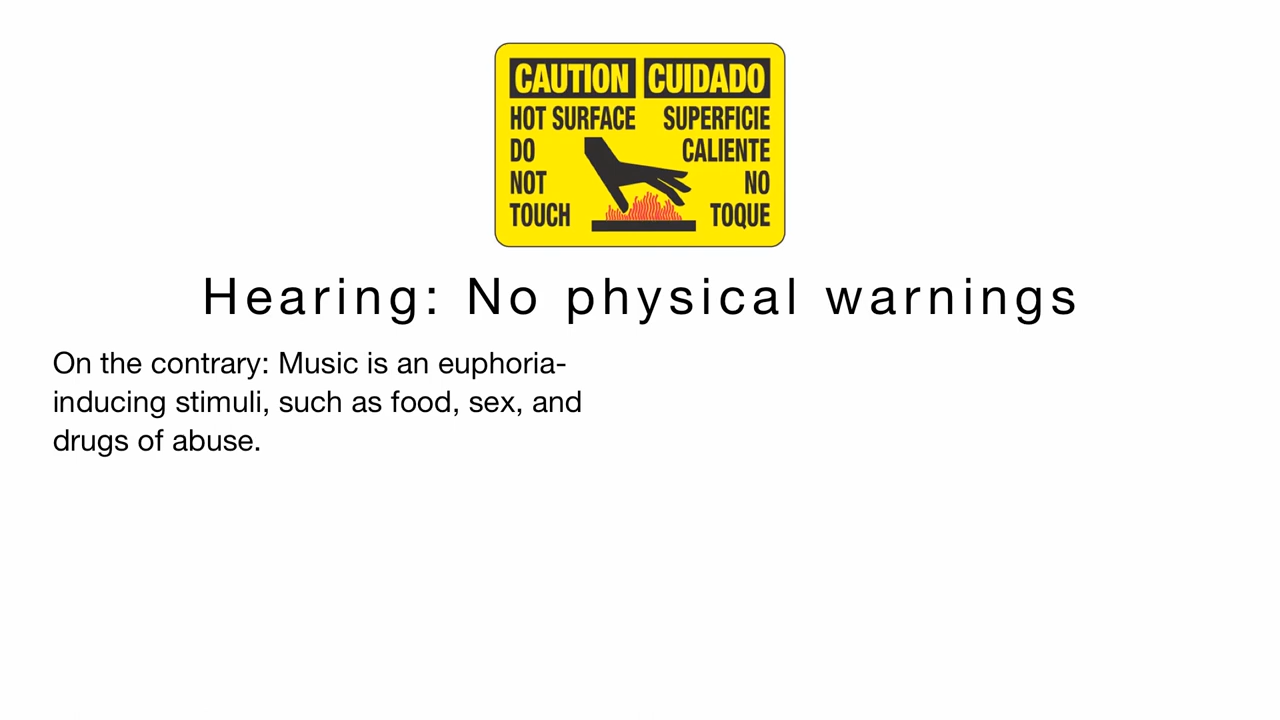 CAUTION CUIDADO
HOT SURFACE SUPERFICIE
DO CALIENTE
NOT NO
TOUCH TOQUE
Hearing: No physical warnings
On the contrary: Music is an euphoria-
inducing stimuli, such as food, sex, and
drugs of abuse.